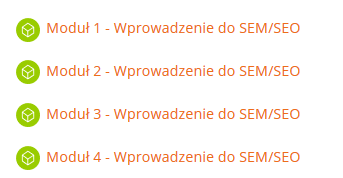 Moduł 1 - Wprowadzenie do SEM/SEO
Moduł 2 - Wprowadzenie do SEM/SEO
Moduł 3 - Wprowadzenie do SEM/SEO
Moduł 4 - Wprowadzenie do SEM/SEO